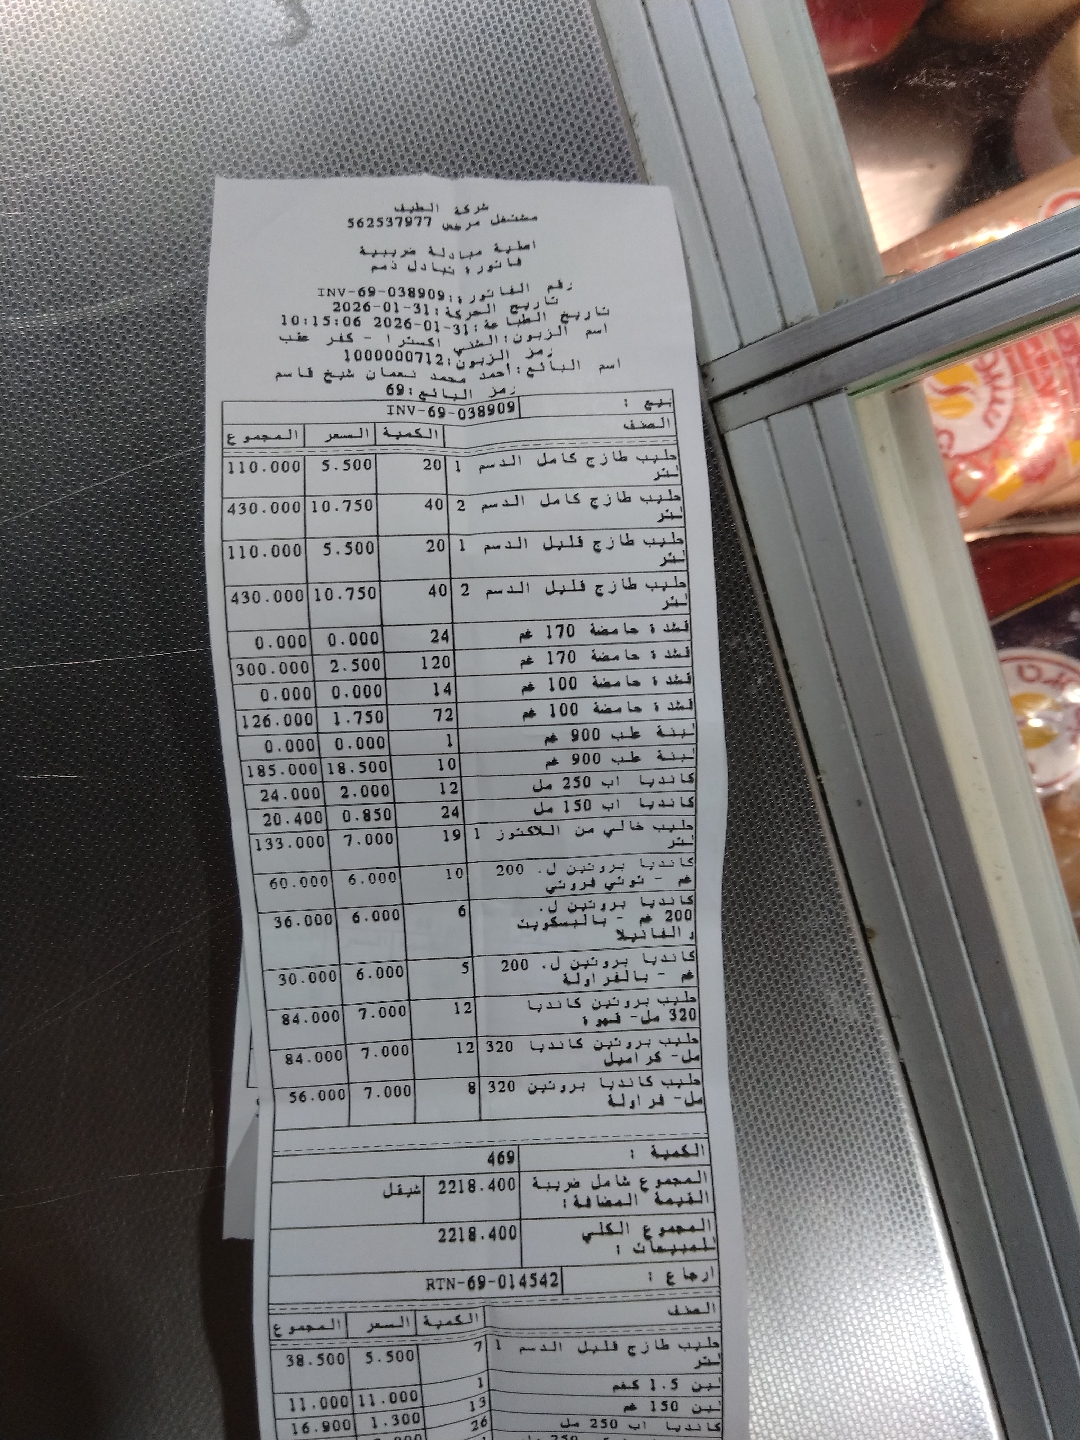 شركة الطيف
مشتغل مرخص 562537977
اصلية مبادلة ضريبية
فاتورة تبادل ذمم
رقم الفاتورة: INV-69-038909
تاريخ الحركة: 2026-01-31
تاريخ الطباعة: 2026-01-31 10:15:06
اسم الزبون: المثني اكسترا - كفر عقب
رمز الزبون: 1000000712
اسم البائع: أحمد محمد نعمان شيخ قاسم
رمز البائع: 69
بيع : INV-69-038909
الصنف الكمية السعر المجموع
حليب طازج كامل الدسم 1 20 5.500 110.000
لتر
حليب طازج كامل الدسم 2 40 10.750 430.000
لتر
حليب طازج قليل الدسم 1 20 5.500 110.000
لتر
حليب طازج قليل الدسم 2 40 10.750 430.000
لتر
قشدة حامضة 170 غم 24 0.000 0.000
قشدة حامضة 170 غم 120 2.500 300.000
قشدة حامضة 100 غم 14 0.000 0.000
قشدة حامضة 100 غم 72 1.750 126.000
لبنة علب 900 غم 1 0.000 0.000
لبنة علب 900 غم 10 18.500 185.000
كانديا اب 250 مل 12 2.000 24.000
كانديا اب 150 مل 24 0.850 20.400
حليب خالي من اللاكتوز 1 19 7.000 133.000
لتر
كانديا بروتين ل. 200 10 6.000 60.000
غم - توتي فروتي
كانديا بروتين ل. 6 6.000 36.000
200 غم - بالبسكويت
والفانيلا
كانديا بروتين ل. 200 5 6.000 30.000
غم - بالفراولة
حليب بروتين كانديا 12 7.000 84.000
320 مل- قهوة
حليب بروتين كانديا 320 12 7.000 84.000
مل- كراميل
حليب كانديا بروتين 320 8 7.000 56.000
مل- فراولة
الكمية : 469
المجموع شامل ضريبة 2218.400 شيقل
القيمة المضافة:
المجموع الكلي 2218.400
للمبيعات :
ارجاع : RTN-69-014542
الصنف الكمية السعر المجموع
حليب طازج قليل الدسم 1 7 5.500 38.500
لتر
لبن 1.5 كغم 1 11.000 11.000
لبن 150 غم 13 1.300 16.900
كانديا اب 250 مل 26